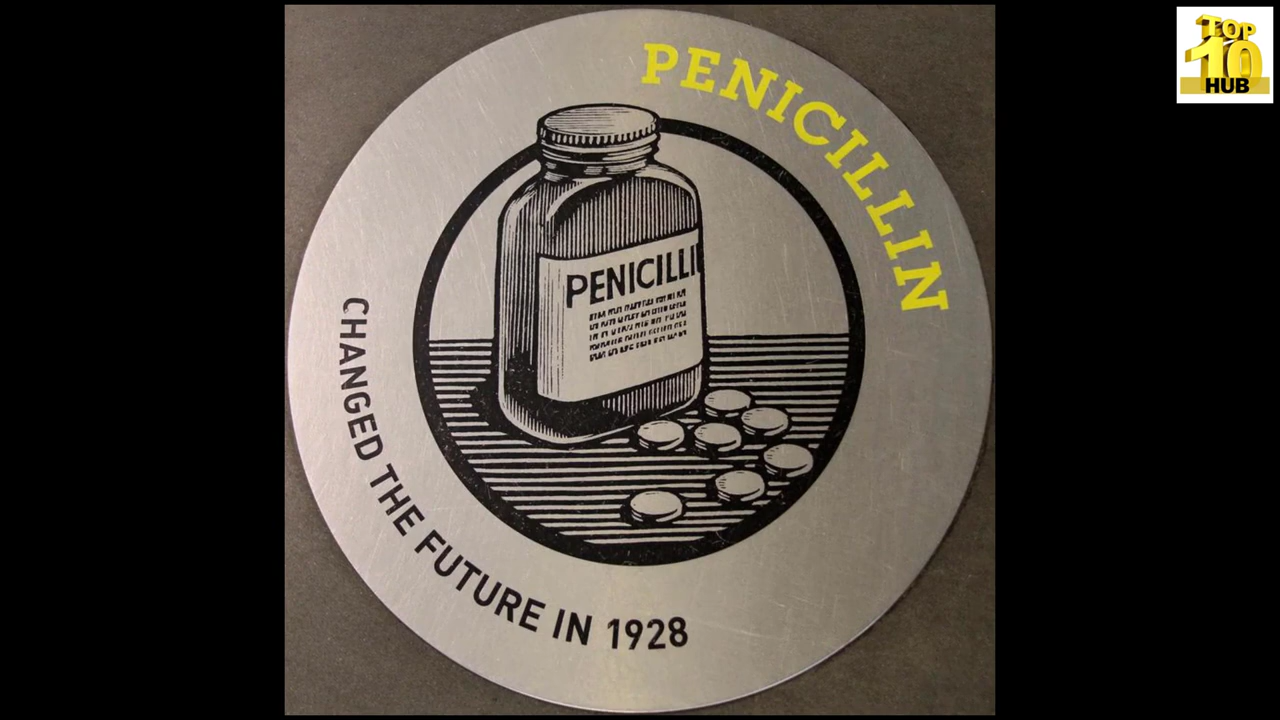 TOP
10
HUB
PENICILLIN
PENICILLI
CHANGED THE FUTURE IN 1928